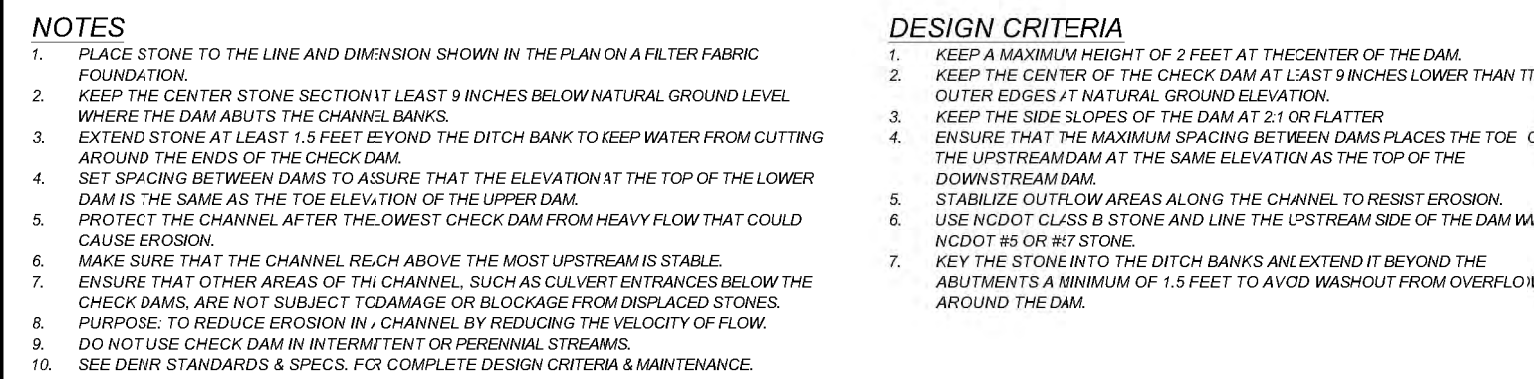 NOTES
1. PLACE STONE TO THE LINE AND DIMENSION SHOWN IN THE PLAN ON A FILTER FABRIC
FOUNDATION.
2. KEEP THE CENTER STONE SECTION AT LEAST 9 INCHES BELOW NATURAL GROUND LEVEL
WHERE THE DAM ABUTS THE CHANNEL BANKS.
3. EXTEND STONE AT LEAST 1.5 FEET BEYOND THE DITCH BANK TO KEEP WATER FROM CUTTING
AROUND THE ENDS OF THE CHECK DAM.
4. SET SPACING BETWEEN DAMS TO ASSURE THAT THE ELEVATION AT THE TOP OF THE LOWER
DAM IS THE SAME AS THE TOE ELEVATION OF THE UPPER DAM.
5. PROTECT THE CHANNEL AFTER THE LOWEST CHECK DAM FROM HEAVY FLOW THAT COULD
CAUSE EROSION.
6. MAKE SURE THAT THE CHANNEL REACH ABOVE THE MOST UPSTREAM IS STABLE.
7. ENSURE THAT OTHER AREAS OF THE CHANNEL, SUCH AS CULVERT ENTRANCES BELOW THE
CHECK DAMS, ARE NOT SUBJECT TO DAMAGE OR BLOCKAGE FROM DISPLACED STONES.
8. PURPOSE: TO REDUCE EROSION IN A CHANNEL BY REDUCING THE VELOCITY OF FLOW.
9. DO NOT USE CHECK DAM IN INTERMITTENT OR PERENNIAL STREAMS.
10. SEE DENR STANDARDS & SPECS. FOR COMPLETE DESIGN CRITERIA & MAINTENANCE.
DESIGN CRITERIA
1. KEEP A MAXIMUM HEIGHT OF 2 FEET AT THE CENTER OF THE DAM.
2. KEEP THE CENTER OF THE CHECK DAM AT LEAST 9 INCHES LOWER THAN
OUTER EDGES AT NATURAL GROUND ELEVATION.
3. KEEP THE SIDE SLOPES OF THE DAM AT 2:1 OR FLATTER
4. ENSURE THAT THE MAXIMUM SPACING BETWEEN DAMS PLACES THE TOE
THE UPSTREAM DAM AT THE SAME ELEVATION AS THE TOP OF THE
DOWNSTREAM DAM.
5. STABILIZE OUTFLOW AREAS ALONG THE CHANNEL TO RESIST EROSION.
6. USE NCDOT CLASS B STONE AND LINE THE UPSTREAM SIDE OF THE DAM
NCDOT #5 OR #57 STONE.
7. KEY THE STONE INTO THE DITCH BANKS AND EXTEND IT BEYOND THE
ABUTMENTS A MINIMUM OF 1.5 FEET TO AVOID WASHOUT FROM OVERFLOW
AROUND THE DAM.